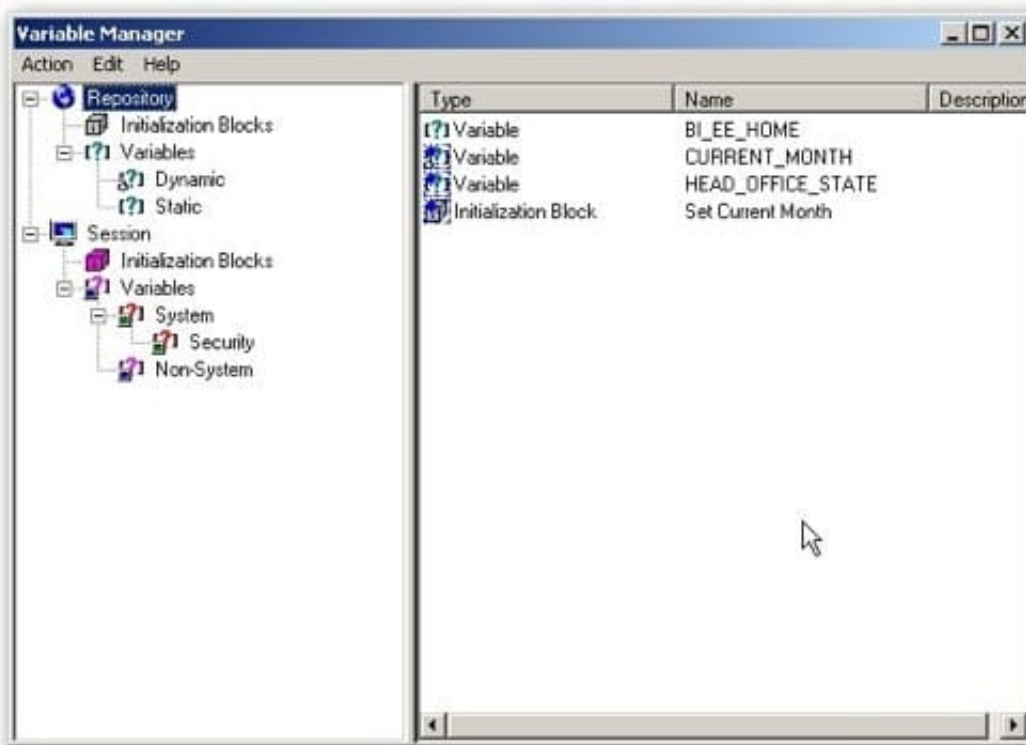 Variable Manager
Action Edit Help
Repository
Initialization Blocks
Variables
Dynamic
Static
Session
Initialization Blocks
Variables
System
Security
Non-System
Type Name Description
Variable BI_EE_HOME
Variable CURRENT_MONTH
Variable HEAD_OFFICE_STATE
Initialization Block Set Current Month